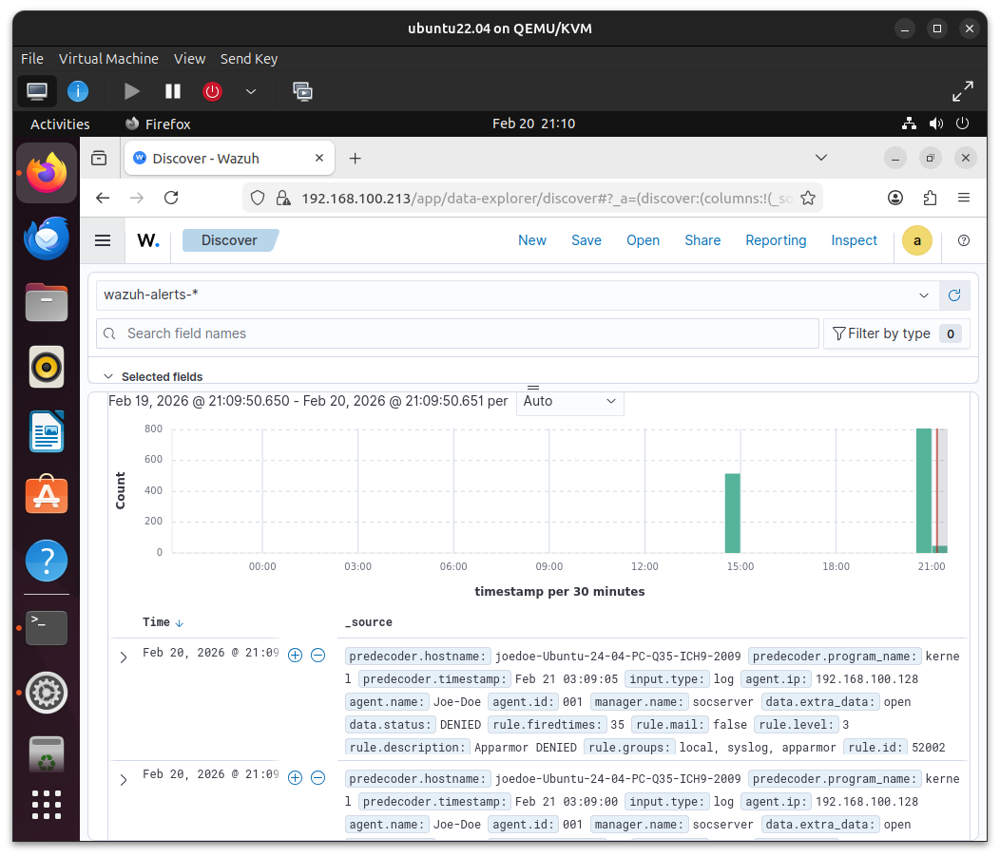 ubuntu22.04 on QEMU/KVM
File Virtual Machine View Send Key
Activities Firefox Feb 20 21:10
Discover - Wazuh
192.168.100.213/app/data-explorer/discover#?_a=(discover:(columns:!(_so
W. Discover New Save Open Share Reporting Inspect a
wazuh-alerts-*
Search field names Filter by type 0
Selected fields
Feb 19, 2026 @ 21:09:50.650 - Feb 20, 2026 @ 21:09:50.651 per Auto
800
600
400
200
0
Count
00:00 03:00 06:00 09:00 12:00 15:00 18:00 21:00
timestamp per 30 minutes
Time _source
Feb 20, 2026 @ 21:09 predecoder.hostname: joedoe-Ubuntu-24-04-PC-Q35-ICH9-2009 predecoder.program_name: kerne
l predecoder.timestamp: Feb 21 03:09:05 input.type: log agent.ip: 192.168.100.128
agent.name: Joe-Doe agent.id: 001 manager.name: socserver data.extra_data: open
data.status: DENIED rule.firedtimes: 35 rule.mail: false rule.level: 3
rule.description: Apparmor DENIED rule.groups: local, syslog, apparmor rule.id: 52002
Feb 20, 2026 @ 21:09 predecoder.hostname: joedoe-Ubuntu-24-04-PC-Q35-ICH9-2009 predecoder.program_name: kerne
l predecoder.timestamp: Feb 21 03:09:00 input.type: log agent.ip: 192.168.100.128
agent.name: Joe-Doe agent.id: 001 manager.name: socserver data.extra_data: open